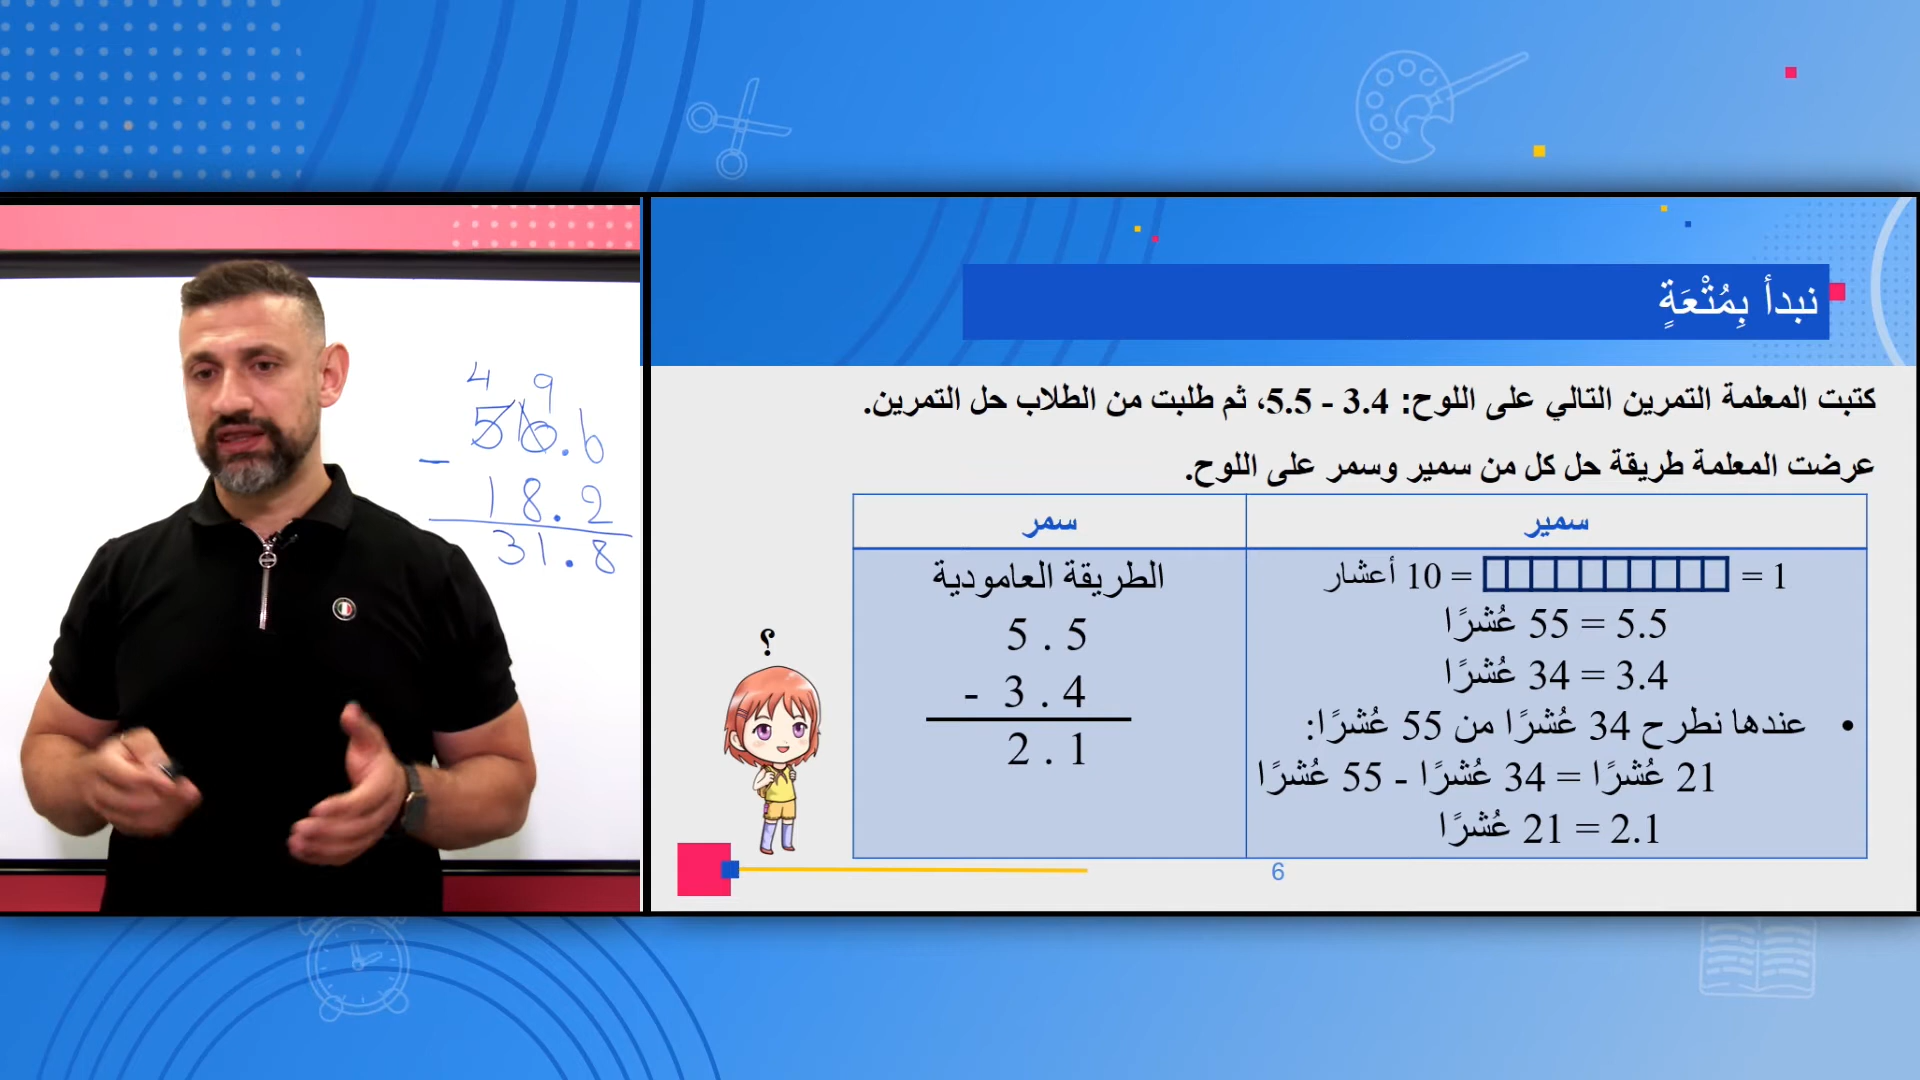 نبدأ بِمُتْعَةٍ
كتبت المعلمة التمرين التالي على اللوح: 3.4 - 5.5، ثم طلبت من الطلاب حل التمرين.
عرضت المعلمة طريقة حل كل من سمير وسمر على اللوح.
سمير
1 = = 10 أعشار
5.5 = 55 عُشرًا
3.4 = 34 عُشرًا
• عندها نطرح 34 عُشرًا من 55 عُشرًا:
21 عُشرًا = 34 عُشرًا - 55 عُشرًا
2.1 = 21 عُشرًا
سمر
الطريقة العامودية
5 . 5
- 3 . 4
2 . 1
؟
6
4 9
50.6
-
18.2
31.8